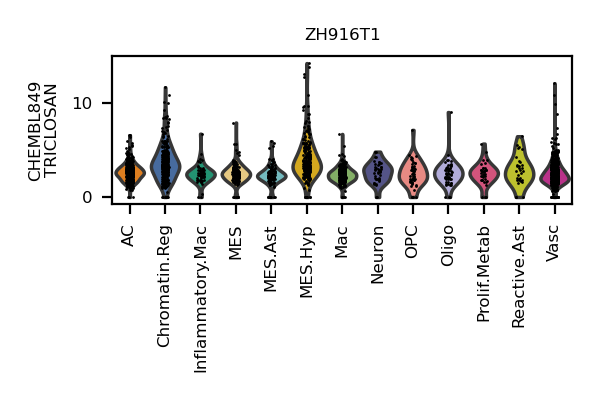 ZH916T1
CHEMBL849
TRICLOSAN
10
0
AC
Chromatin.Reg
Inflammatory.Mac
MES
MES.Ast
MES.Hyp
Mac
Neuron
OPC
Oligo
Prolif.Metab
Reactive.Ast
Vasc